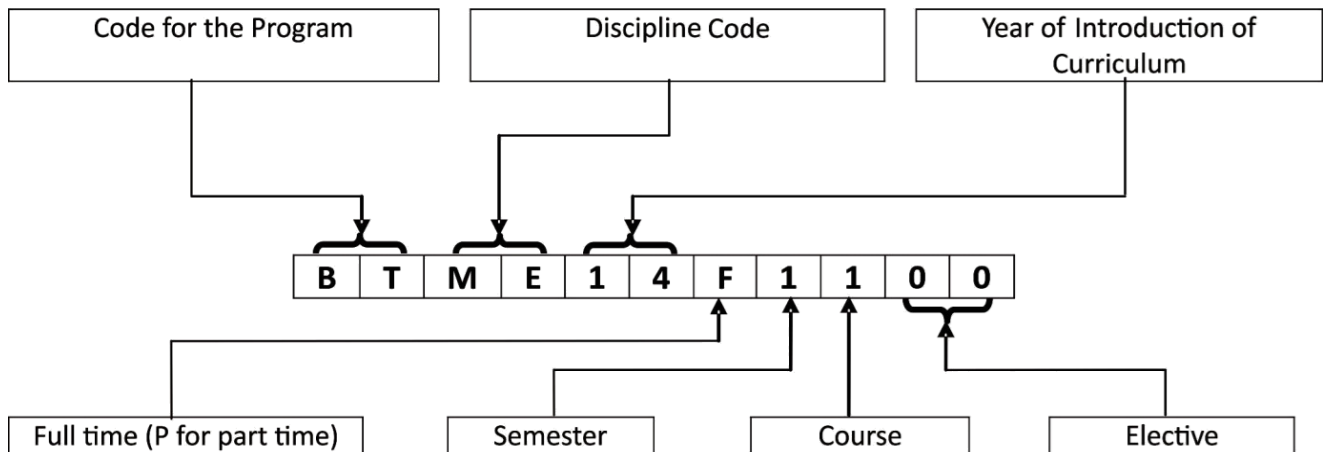 Code for the Program
Discipline Code
Year of Introduction of
Curriculum
B T M E 1 4 F 1 1 0 0
Full time (P for part time)
Semester
Course
Elective